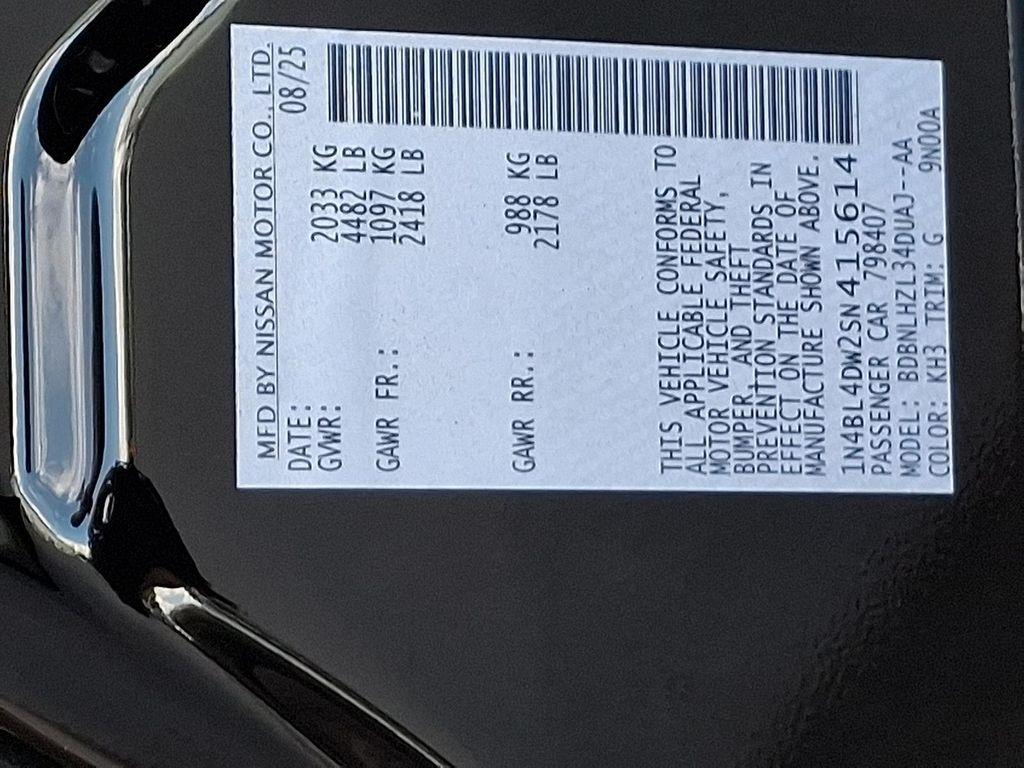 MFD BY NISSAN MOTOR CO., LTD.
DATE: 08/25
GVWR: 2033 KG
4482 LB
GAWR FR.: 1097 KG
2418 LB
GAWR RR.: 988 KG
2178 LB
THIS VEHICLE CONFORMS TO
ALL APPLICABLE FEDERAL
MOTOR VEHICLE SAFETY,
BUMPER, AND THEFT
PREVENTION STANDARDS IN
EFFECT ON THE DATE OF
MANUFACTURE SHOWN ABOVE.
1N4BL4DW2SN415614
PASSENGER CAR 798407
MODEL: BDBNLHZL34DUAJ--AA
COLOR: KH3 TRIM: G 9N00A